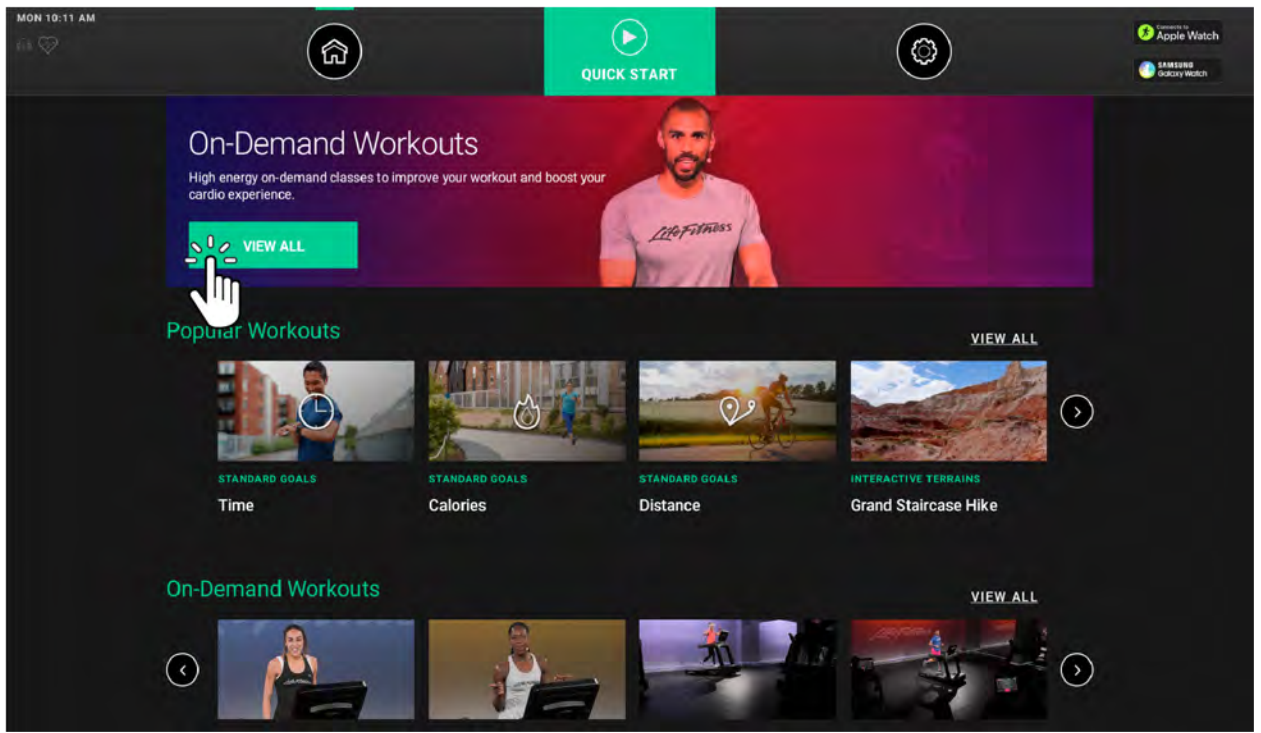 MON 10:11 AM
QUICK START
Connects to
Apple Watch
SAMSUNG
Galaxy Watch
On-Demand Workouts
High energy on-demand classes to improve your workout and boost your
cardio experience.
LifeFitness
VIEW ALL
Popular Workouts
VIEW ALL
STANDARD GOALS
STANDARD GOALS
STANDARD GOALS
INTERACTIVE TERRAINS
Time
Calories
Distance
Grand Staircase Hike
On-Demand Workouts
VIEW ALL